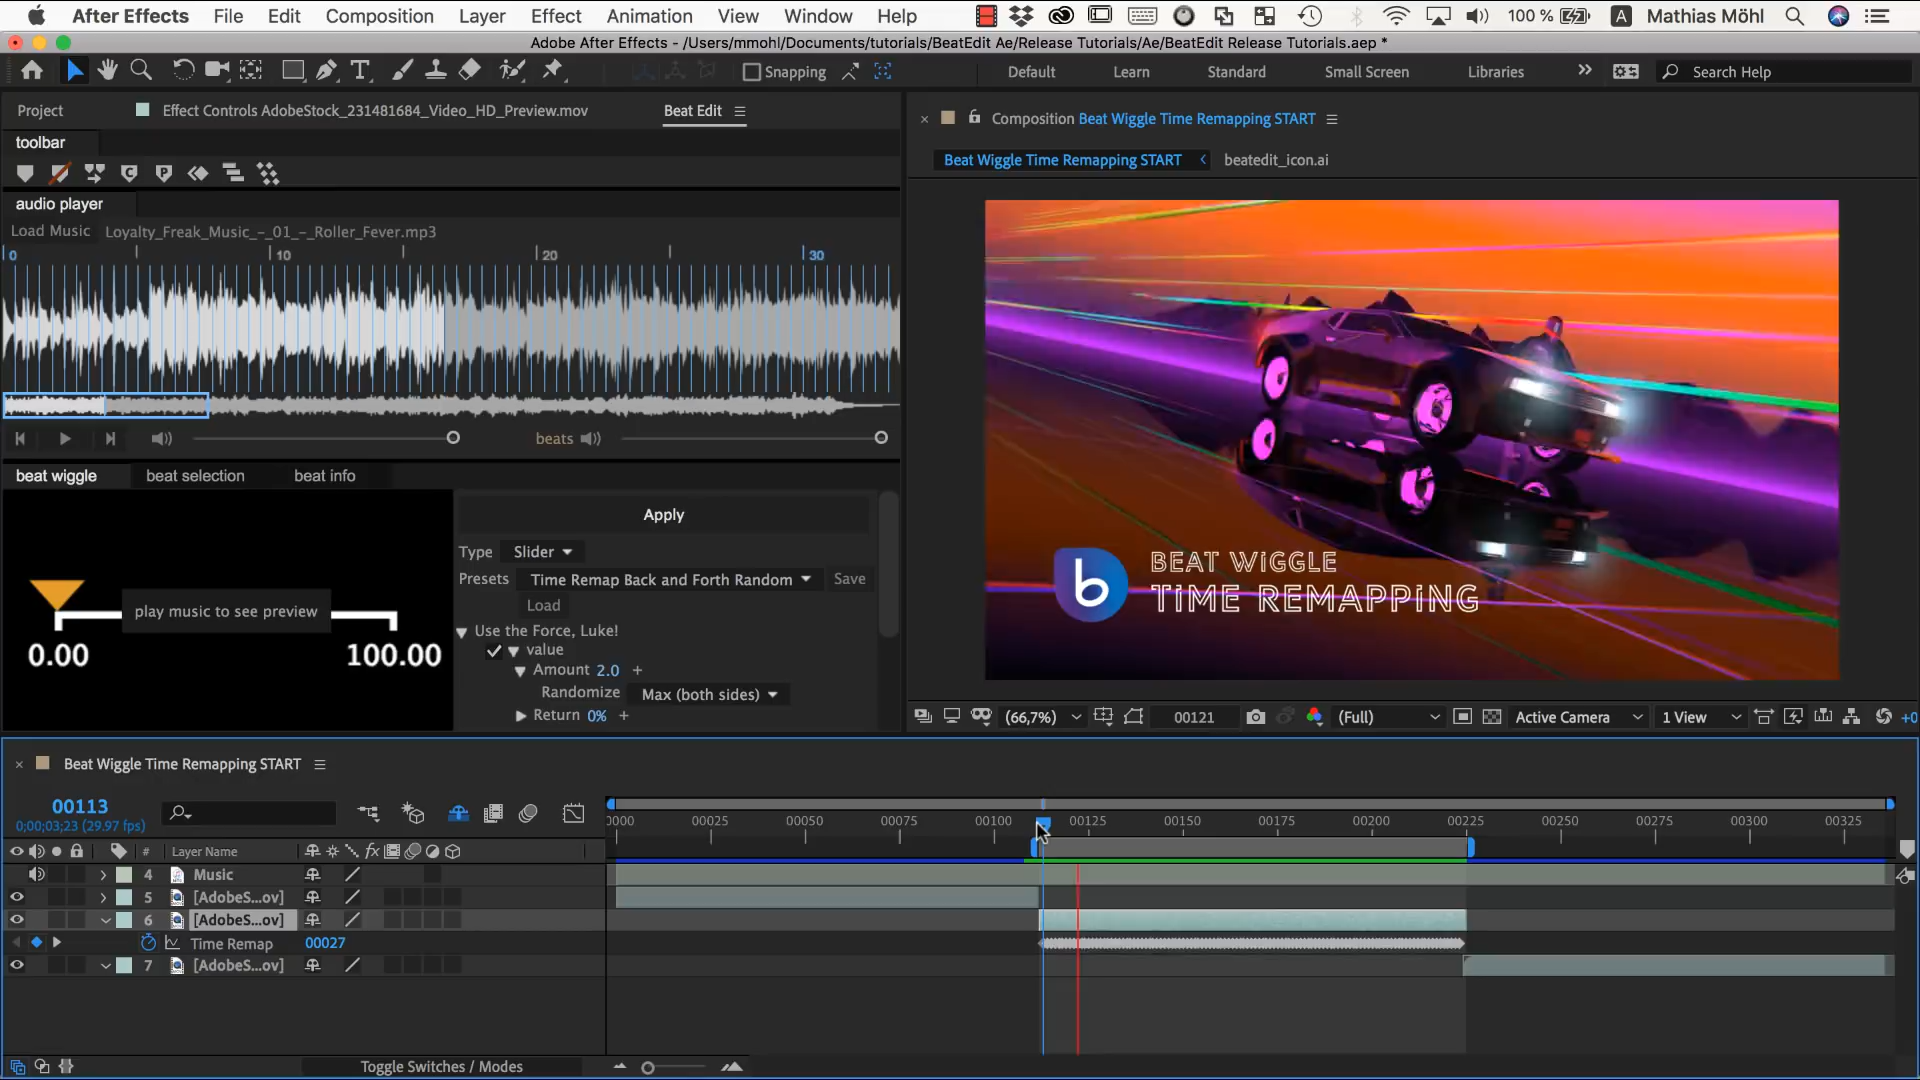 After Effects File Edit Composition Layer Effect Animation View Window Help 100 % A Mathias Möhl
Adobe After Effects - /Users/mmohl/Documents/tutorials/BeatEdit Ae/Release Tutorials/Ae/BeatEdit Release Tutorials.aep *
Snapping Default Learn Standard Small Screen Libraries Search Help
Project Effect Controls AdobeStock_231481684_Video_HD_Preview.mov Beat Edit
Composition Beat Wiggle Time Remapping START
toolbar
Beat Wiggle Time Remapping START beatedit_icon.ai
C P
audio player
Load Music Loyalty_Freak_Music_-_01_-_Roller_Fever.mp3
0 10 20 30
beats
beat wiggle beat selection beat info
Apply
Type Slider
Presets Time Remap Back and Forth Random Save
Load
play music to see preview
0.00 100.00
Use the Force, Luke!
value
Amount 2.0 +
Randomize Max (both sides)
Return 0% +
b
BEAT WiGGLE
TiME REMAPPiNG
(66,7%) 00121 (Full) Active Camera 1 View +0
Beat Wiggle Time Remapping START
00113
0;00;03;23 (29.97 fps)
0000 00025 00050 00075 00100 00125 00150 00175 00200 00225 00250 00275 00300 00325
# Layer Name fx
4 Music
5 [AdobeS...ov]
6 [AdobeS...ov]
Time Remap 00027
7 [AdobeS...ov]
Toggle Switches / Modes